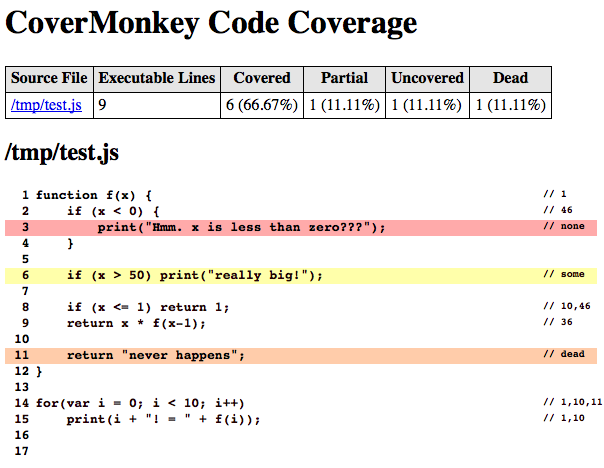 CoverMonkey Code Coverage
Source File Executable Lines Covered Partial Uncovered Dead
/tmp/test.js 9 6 (66.67%) 1 (11.11%) 1 (11.11%) 1 (11.11%)
/tmp/test.js
1 function f(x) { // 1
2     if (x < 0) { // 46
3         print("Hmm. x is less than zero???"); // none
4     }
5
6     if (x > 50) print("really big!"); // some
7
8     if (x <= 1) return 1; // 10,46
9     return x * f(x-1); // 36
10
11     return "never happens"; // dead
12 }
13
14 for(var i = 0; i < 10; i++) // 1,10,11
15     print(i + "! = " + f(i)); // 1,10
16
17